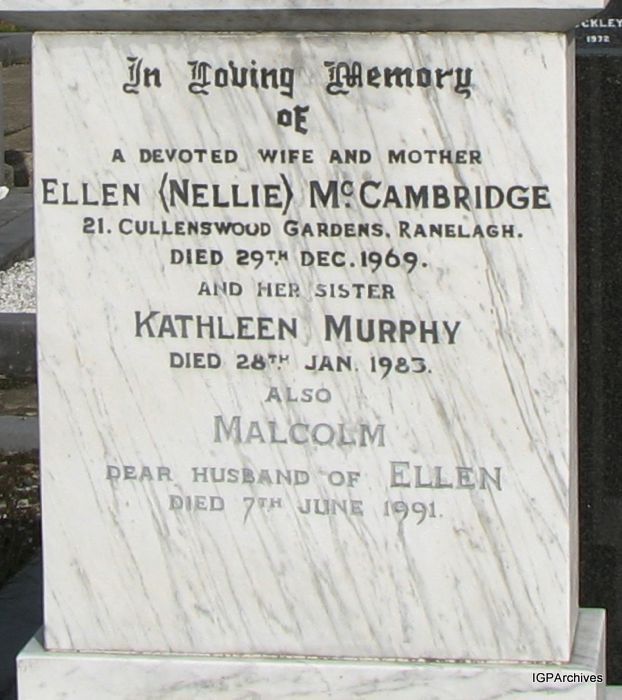 CKLEY
1972
In Loving Memory
of
A DEVOTED WIFE AND MOTHER
ELLEN (NELLIE) McCAMBRIDGE
21. CULLENSWOOD GARDENS, RANELAGH.
DIED 29TH DEC. 1969.
AND HER SISTER
KATHLEEN MURPHY
DIED 28TH JAN. 1983.
ALSO
MALCOLM
DEAR HUSBAND OF ELLEN
DIED 7TH JUNE 1991.
IGPArchives